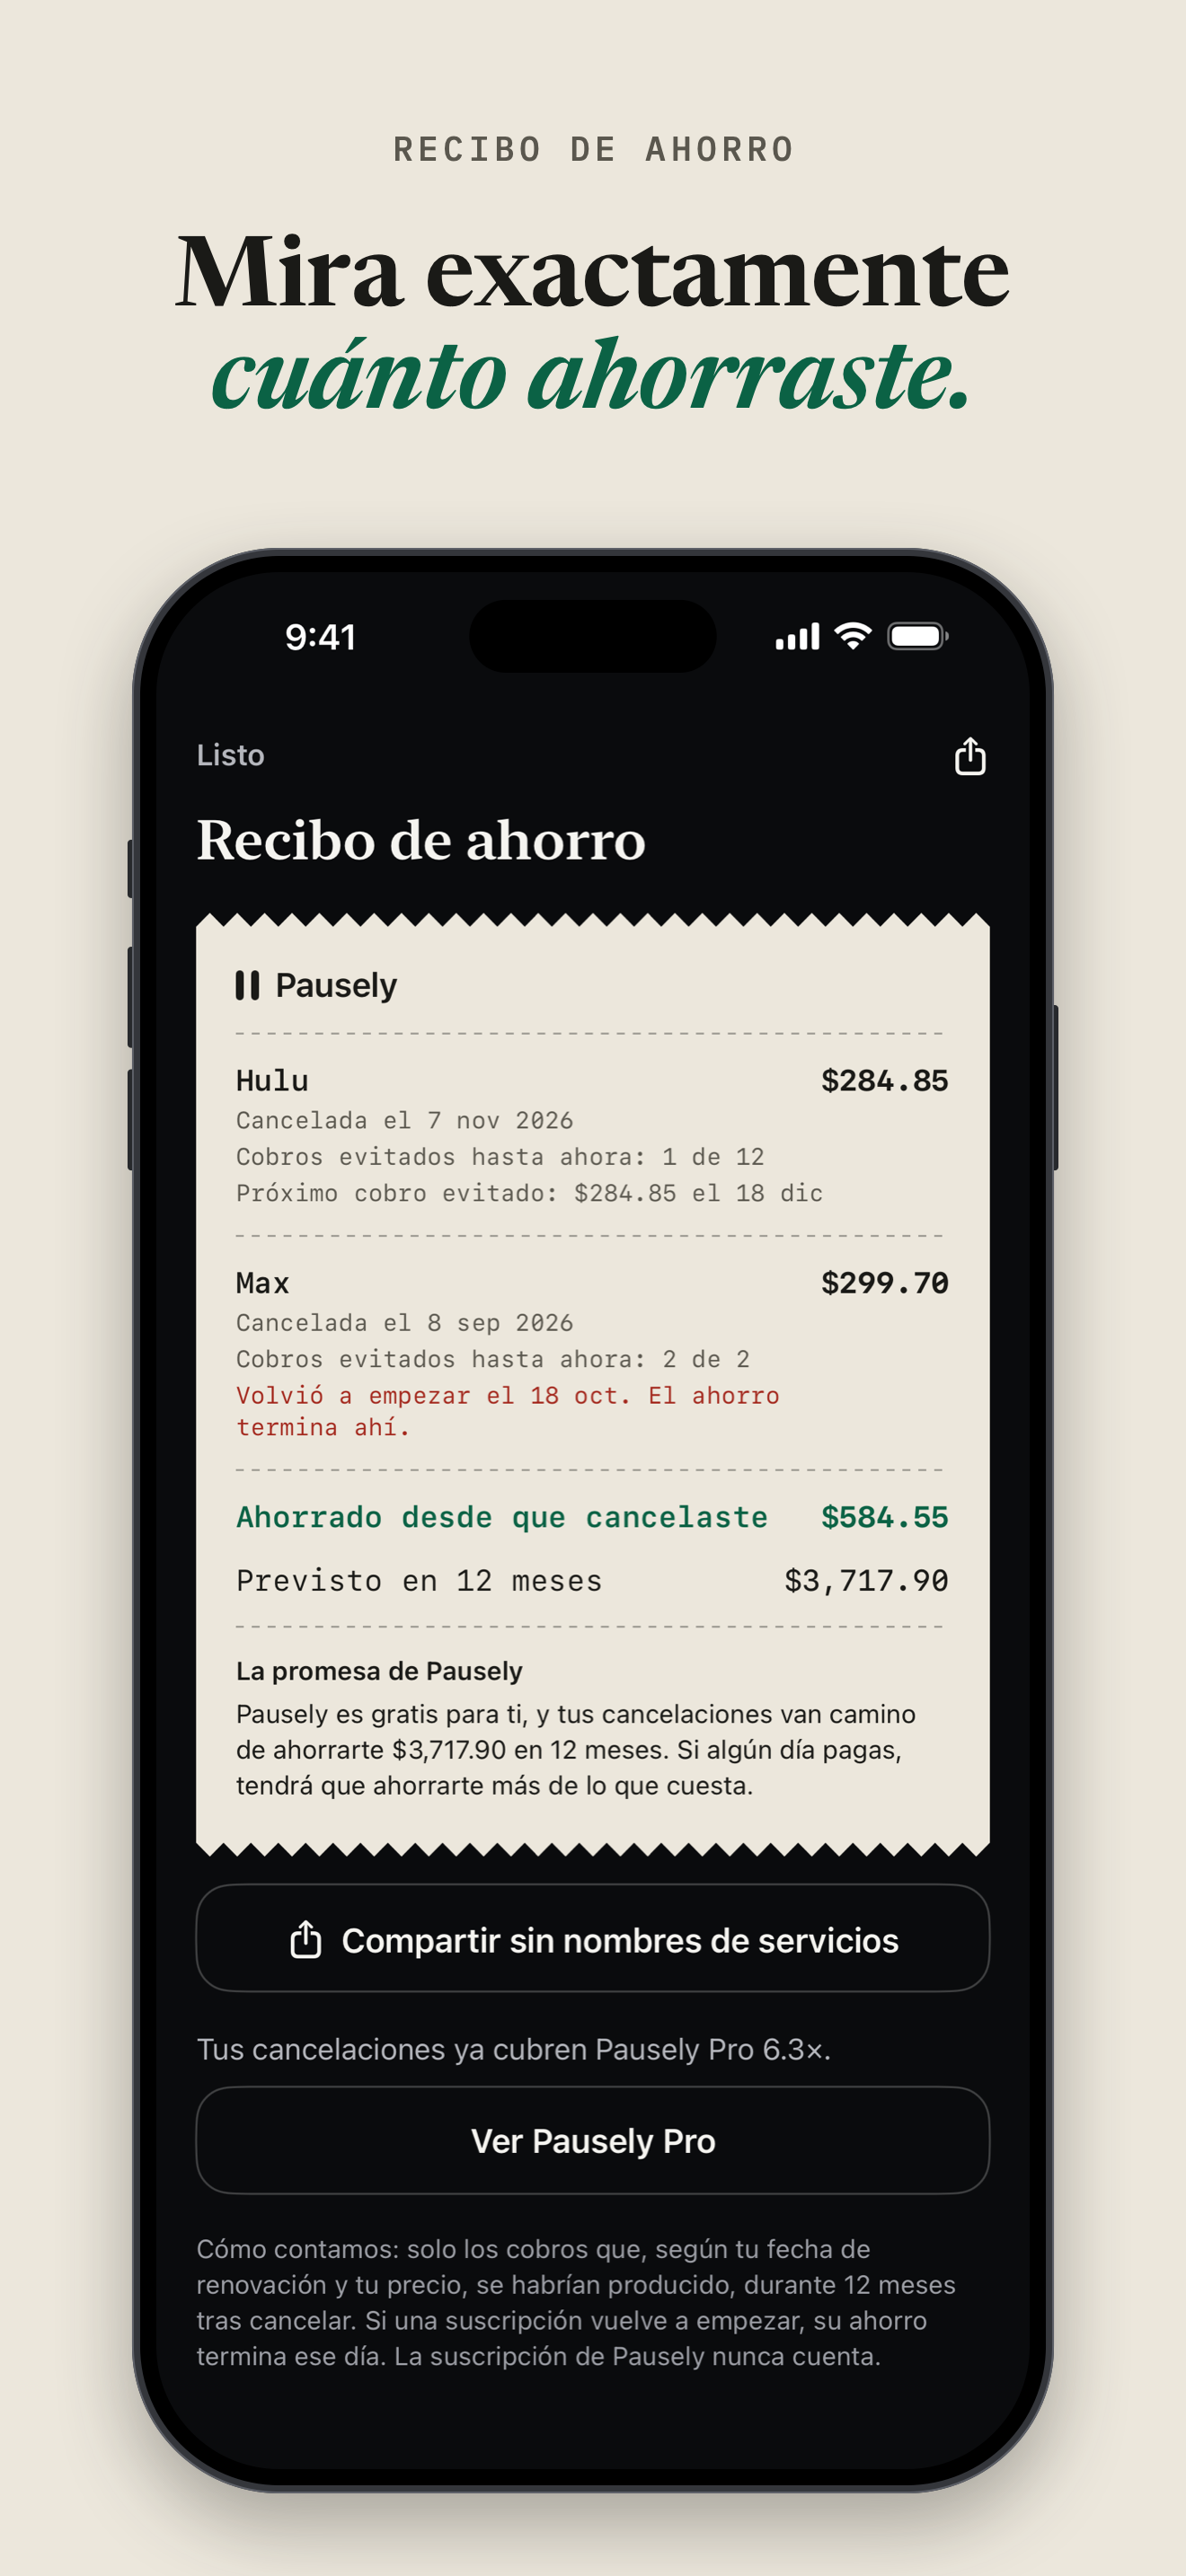 RECIBO DE AHORRO
Mira exactamente
cuánto ahorraste.
9:41
Listo
Recibo de ahorro
Pausely
Hulu $284.85
Cancelada el 7 nov 2026
Cobros evitados hasta ahora: 1 de 12
Próximo cobro evitado: $284.85 el 18 dic
Max $299.70
Cancelada el 8 sep 2026
Cobros evitados hasta ahora: 2 de 2
Volvió a empezar el 18 oct. El ahorro
termina ahí.
Ahorrado desde que cancelaste $584.55
Previsto en 12 meses $3,717.90
La promesa de Pausely
Pausely es gratis para ti, y tus cancelaciones van camino
de ahorrarte $3,717.90 en 12 meses. Si algún día pagas,
tendrá que ahorrarte más de lo que cuesta.
Compartir sin nombres de servicios
Tus cancelaciones ya cubren Pausely Pro 6.3×.
Ver Pausely Pro
Cómo contamos: solo los cobros que, según tu fecha de
renovación y tu precio, se habrían producido, durante 12 meses
tras cancelar. Si una suscripción vuelve a empezar, su ahorro
termina ese día. La suscripción de Pausely nunca cuenta.